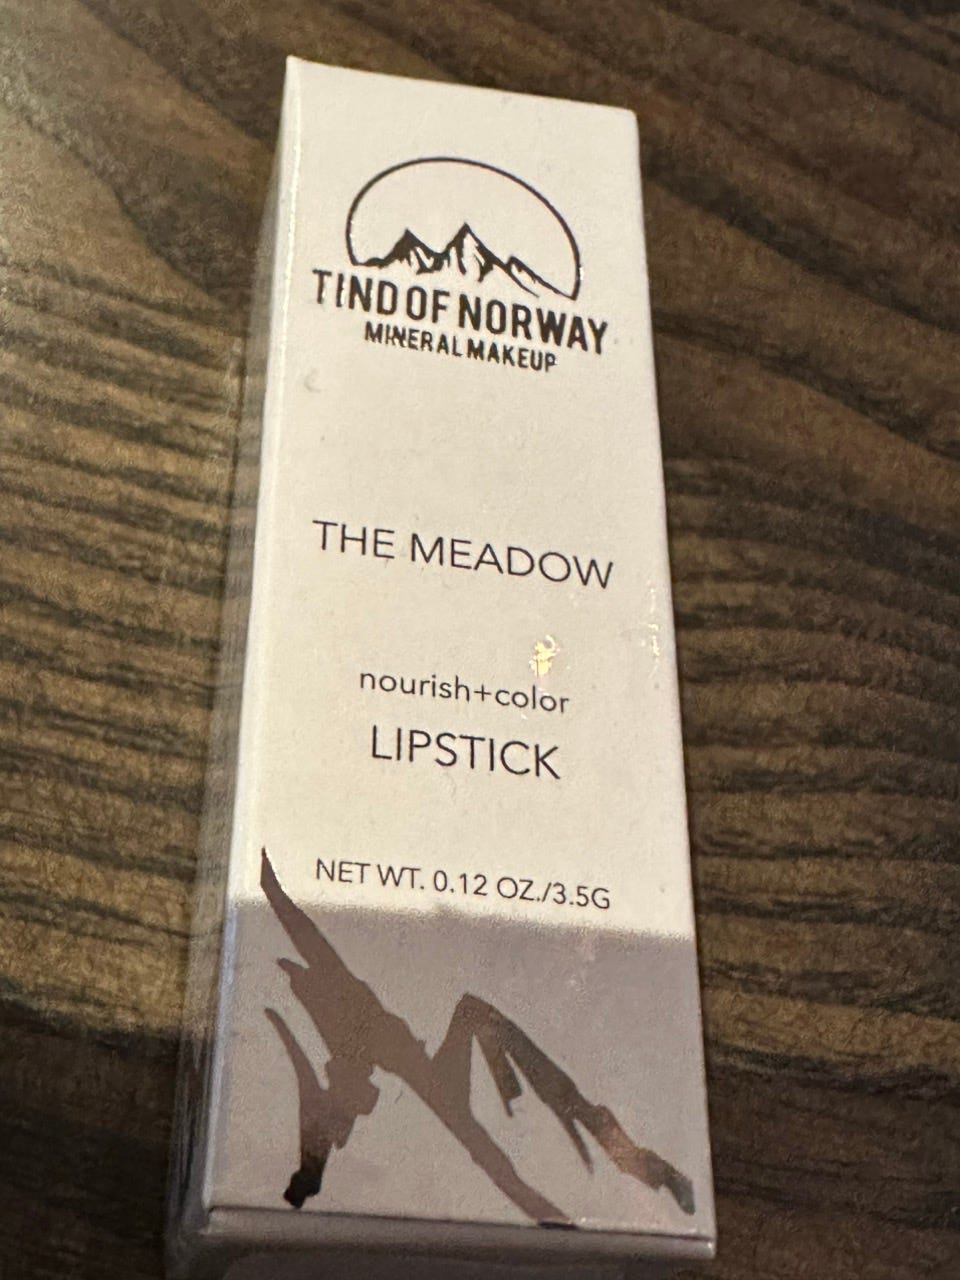 TIND OF NORWAY
MINERAL MAKEUP
THE MEADOW
nourish+color
LIPSTICK
NET WT. 0.12 OZ./3.5G